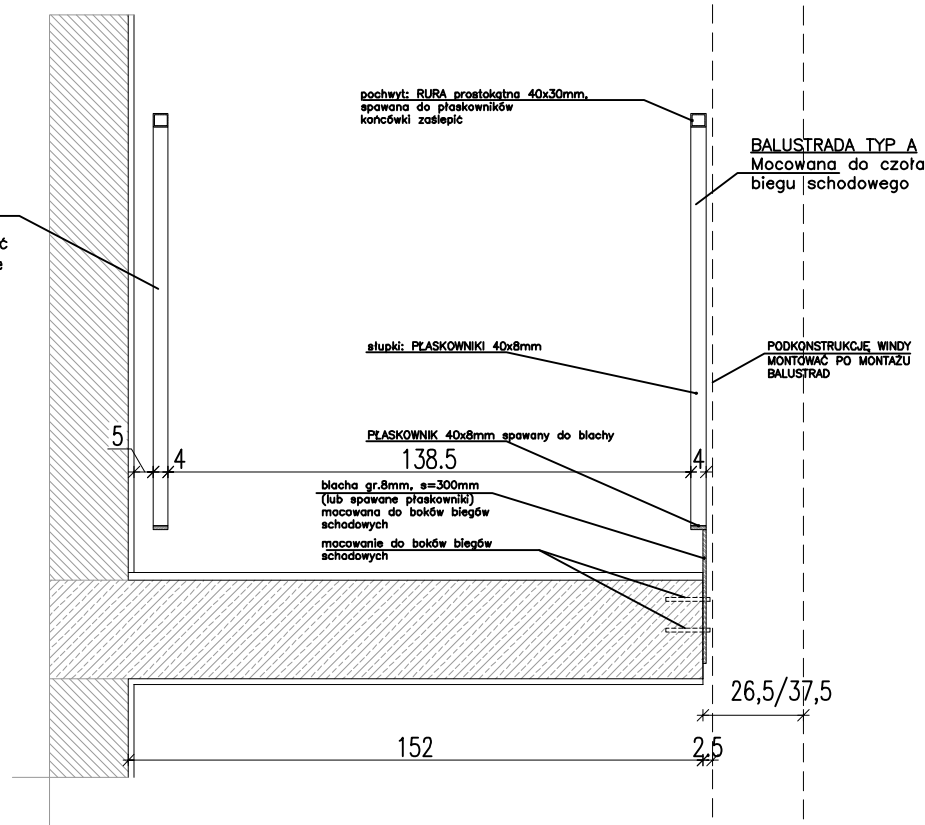 pochwyt: RURA prostokątna 40x30mm,
spawana do płaskowników
końcówki zaślepić
BALUSTRADA TYP A
Mocowana do czoła
biegu schodowego
ć
e
słupki: PŁASKOWNIKI 40x8mm
PODKONSTRUKCJĘ WINDY
MONTOWAĆ PO MONTAŻU
BALUSTRAD
PŁASKOWNIK 40x8mm spawany do blachy
5
4
138.5
4
blacha gr.8mm, s=300mm
(lub spawane płaskowniki)
mocowana do boków biegów
schodowych
mocowanie do boków biegów
schodowych
26,5/37,5
152
2,5